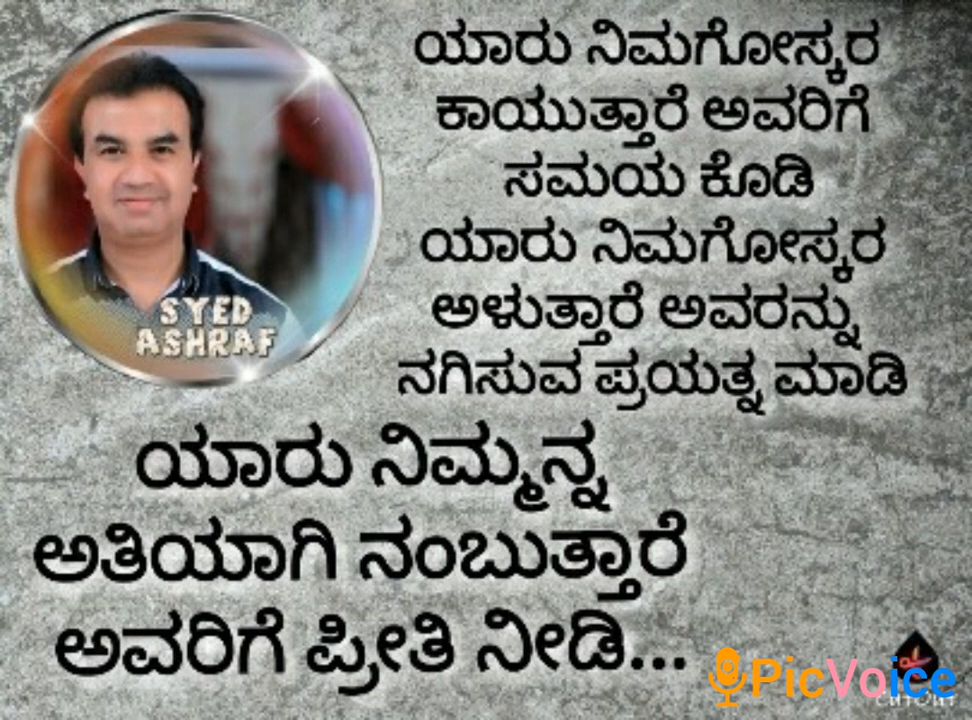 ಯಾರು ನಿಮಗೋಸ್ಕರ
ಕಾಯುತ್ತಾರೆ ಅವರಿಗೆ
ಸಮಯ ಕೊಡಿ
ಯಾರು ನಿಮಗೋಸ್ಕರ
ಅಳುತ್ತಾರೆ ಅವರನ್ನು
ನಗಿಸುವ ಪ್ರಯತ್ನ ಮಾಡಿ
SYED
ASHRAF
ಯಾರು ನಿಮ್ಮನ್ನ
ಅತಿಯಾಗಿ ನಂಬುತ್ತಾರೆ
ಅವರಿಗೆ ಪ್ರೀತಿ ನೀಡಿ...
PicVoice